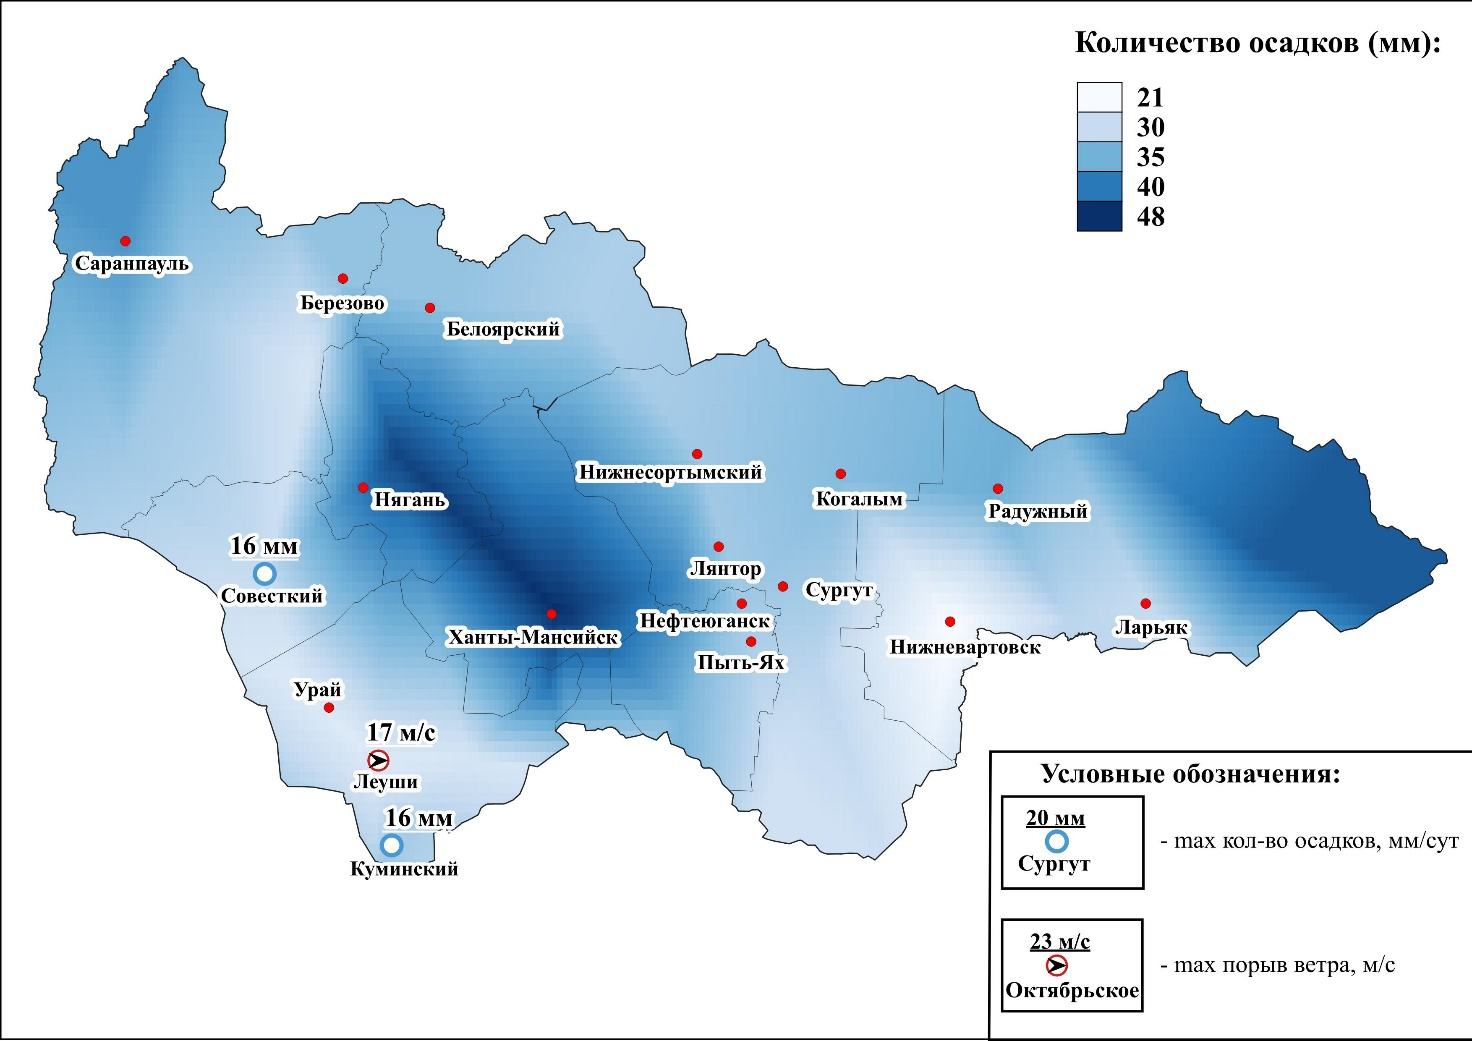 Количество осадков (мм):
21
30
35
40
48
Саранпауль
Березово
Белоярский
Нижнесортымский
Когалым
Радужный
Нягань
16 мм
Совесткий
Лянтор
Сургут
Нефтеюганск
Ханты-Мансийск
Пыть-Ях
Нижневартовск
Ларьяк
Урай
17 м/с
Леуши
16 мм
Куминский
Условные обозначения:
20 мм
Сургут
- max кол-во осадков, мм/сут
23 м/с
Октябрьское
- max порыв ветра, м/с